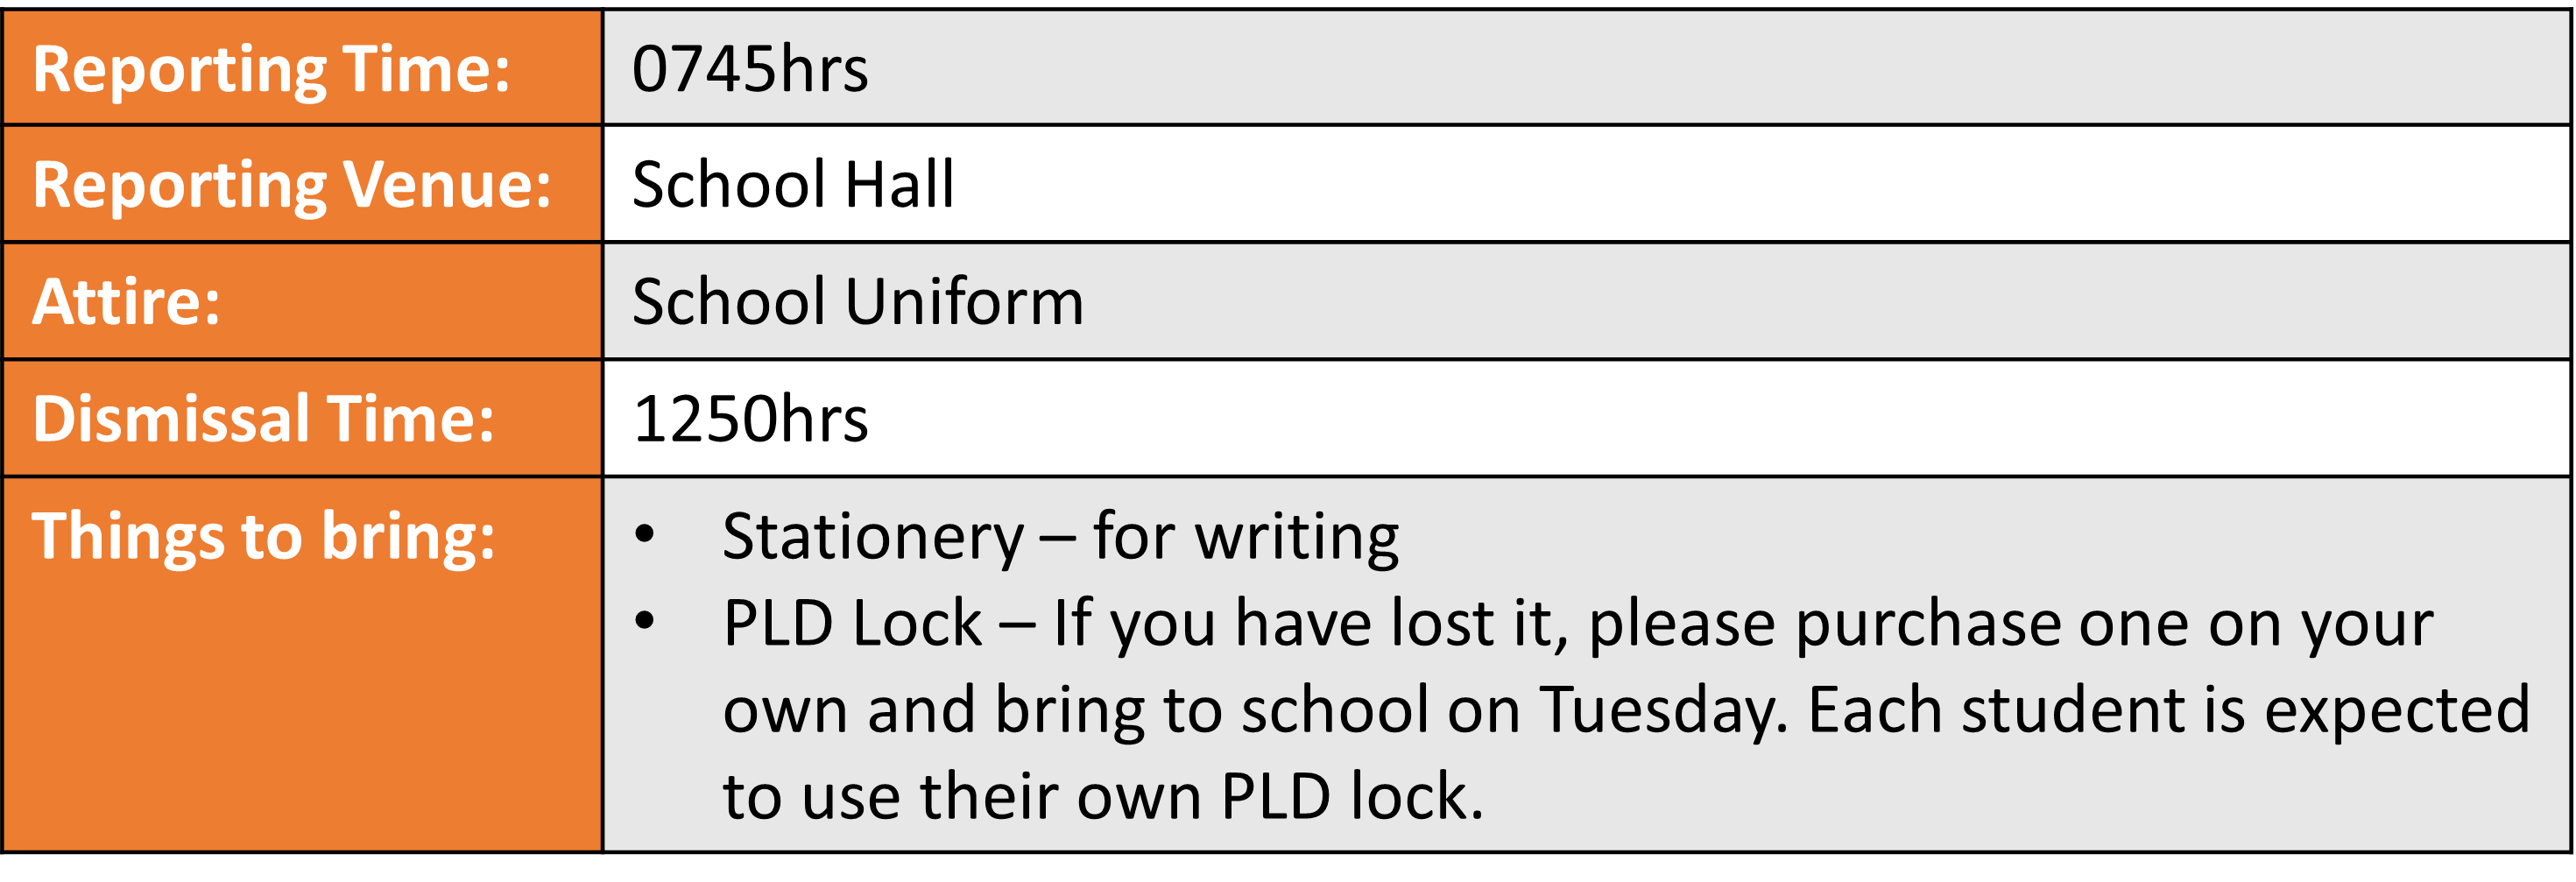 Reporting Time: 0745hrs
Reporting Venue: School Hall
Attire: School Uniform
Dismissal Time: 1250hrs
Things to bring: • Stationery – for writing
• PLD Lock – If you have lost it, please purchase one on your
own and bring to school on Tuesday. Each student is expected
to use their own PLD lock.